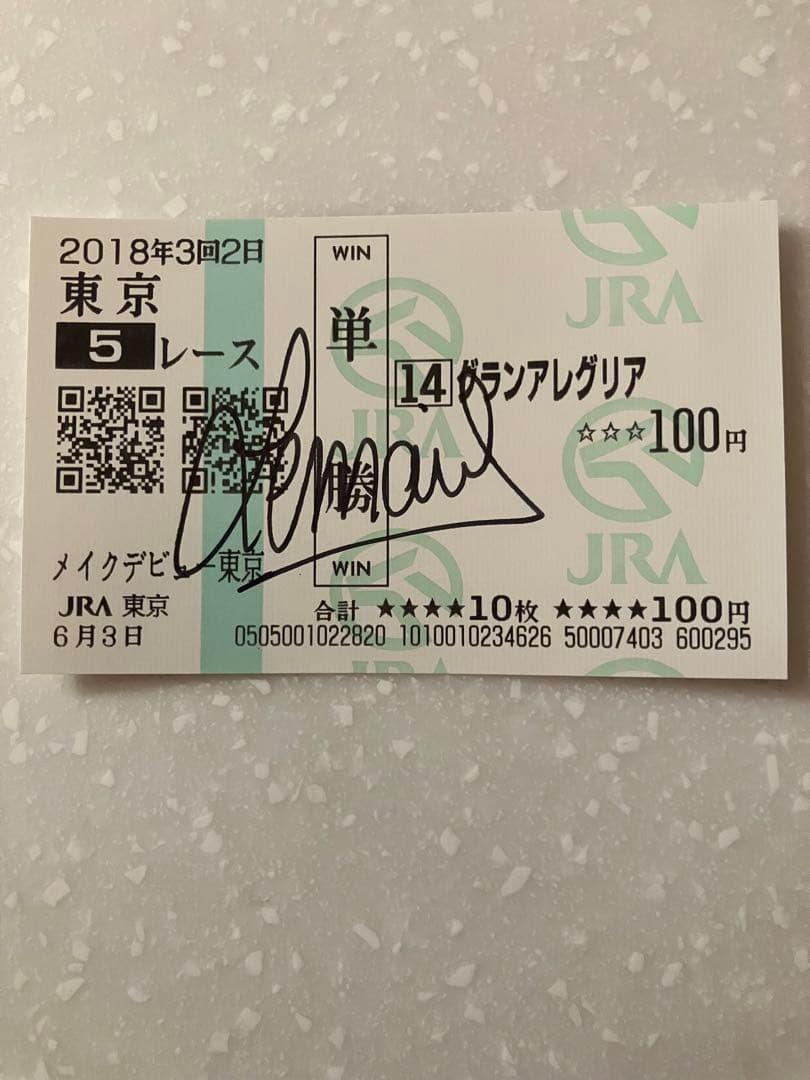 2018年3回2日
東京
5レース
WIN
単勝
WIN
14 グランアレグリア
☆☆☆100円
メイクデビュー東京
JRA 東京
6月3日
合計 ★★★★10枚 ★★★★100円
0505001022820 1010010234626 50007403 600295
JRA
JRA
JRA
JRA